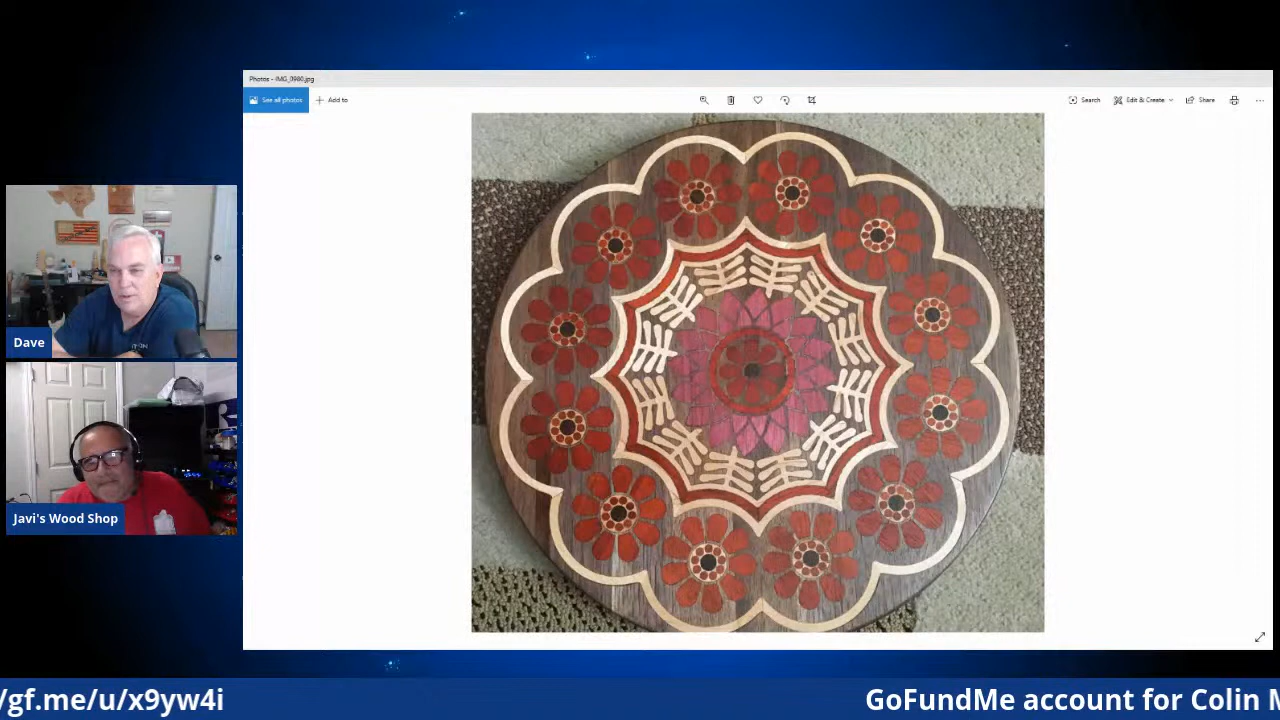 Photos - IMG_0980.jpg
See all photos
Add to
Search
Edit & Create
Share
Dave
Javi's Wood Shop
/gf.me/u/x9yw4i
GoFundMe account for Colin M